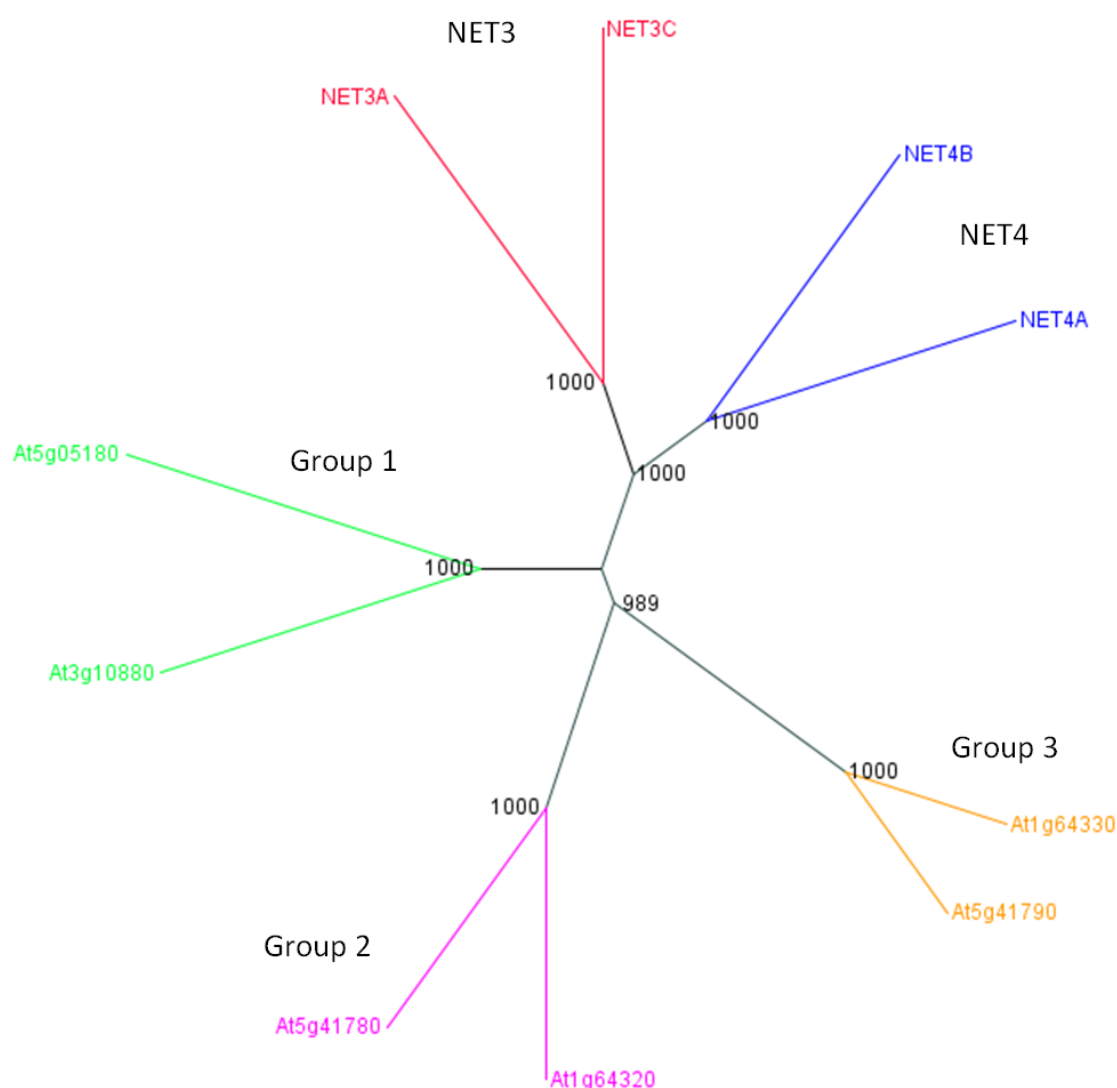 NET3
NET3C
NET3A
NET4B
NET4
NET4A
1000
1000
1000
At5g05180
Group 1
1000
989
At3g10880
Group 3
1000
1000
At1g64330
At5g41790
Group 2
At5g41780
At1g64320